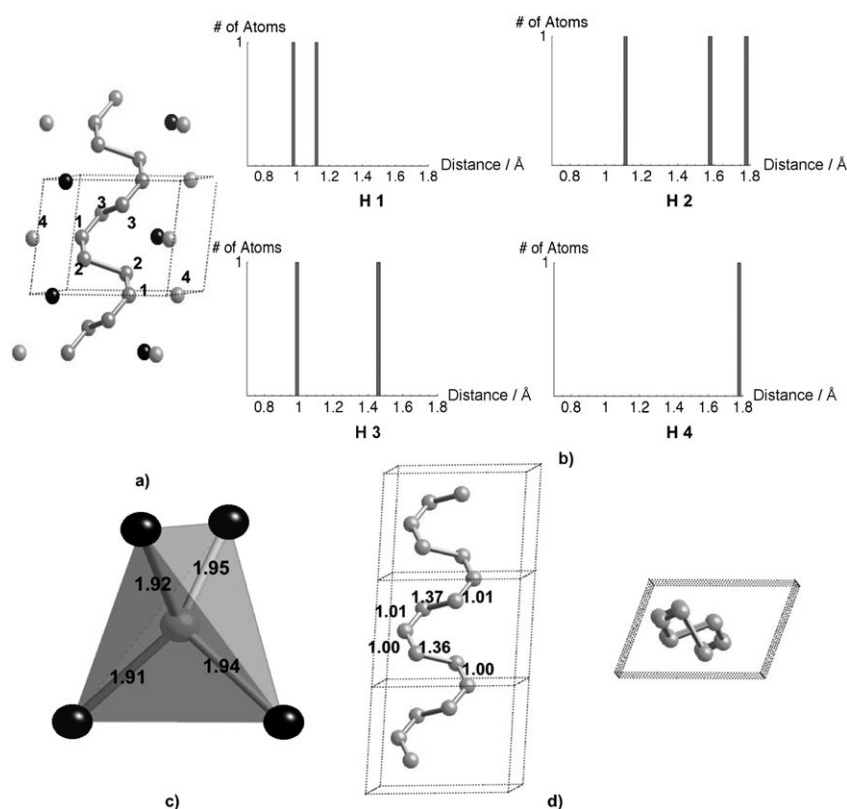 # of Atoms
1
0.8 1 1.2 1.4 1.6 1.8
Distance / Å
H 1
# of Atoms
1
0.8 1 1.2 1.4 1.6 1.8
Distance / Å
H 2
3
4
1
3
2
2
4
1
# of Atoms
1
0.8 1 1.2 1.4 1.6 1.8
Distance / Å
H 3
# of Atoms
1
0.8 1 1.2 1.4 1.6 1.8
Distance / Å
H 4
a)
b)
1.92
1.95
1.91
1.94
c)
1.37
1.01
1.01
1.00
1.36
1.00
d)